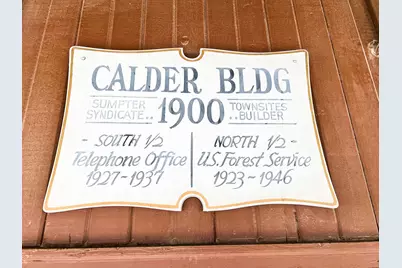 CALDER BLDG
SUMPTER SYNDICATE.. 1900 TOWNSITES ..BUILDER
- SOUTH 1/2
Telephone Office
1927-1937
NORTH 1/2 -
U.S. Forest Service
1923-1946